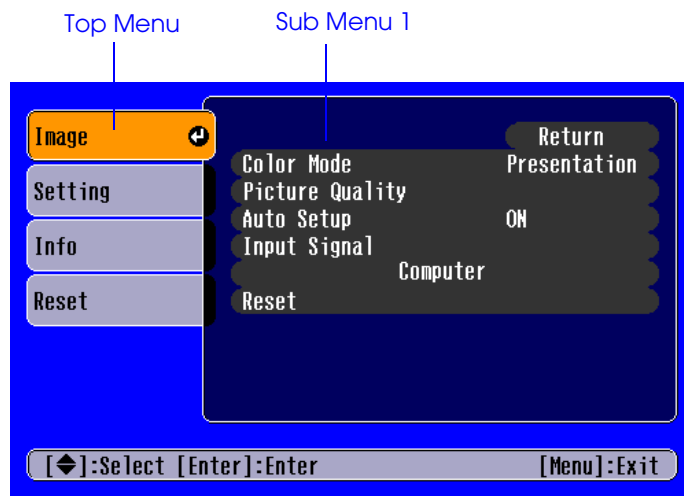 Top Menu
Sub Menu 1
Image
Setting
Info
Reset
Return
Color Mode Presentation
Picture Quality
Auto Setup ON
Input Signal
Computer
Reset
[◆]:Select [Enter]:Enter [Menu]:Exit